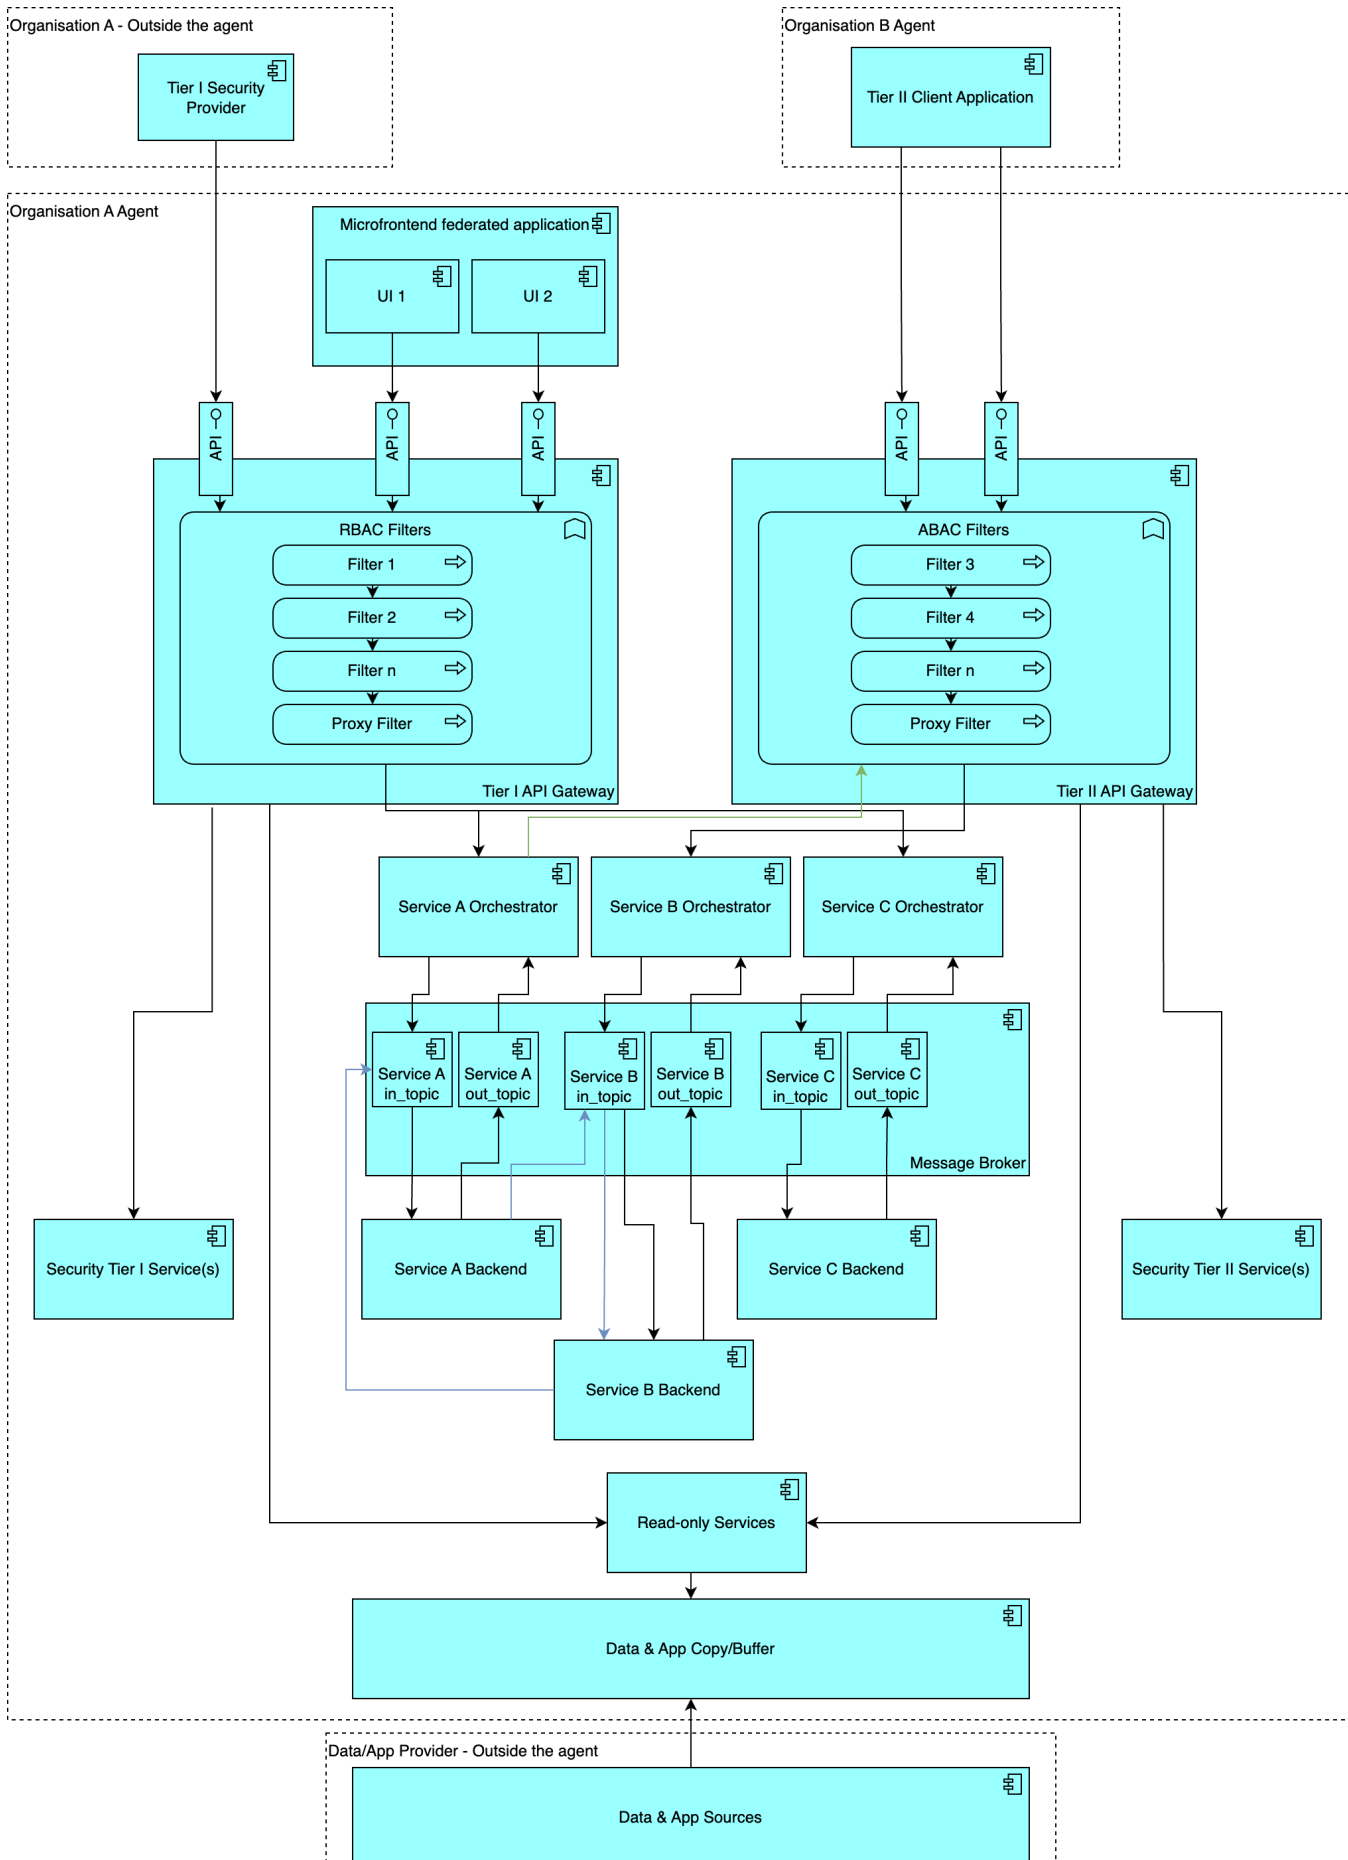 Organisation A - Outside the agent
Organisation B Agent
Tier I Security
Provider
Tier II Client Application
Organisation A Agent
Microfrontend federated application
UI 1
UI 2
API
API
API
API
API
RBAC Filters
Filter 1
Filter 2
Filter n
Proxy Filter
Tier I API Gateway
ABAC Filters
Filter 3
Filter 4
Filter n
Proxy Filter
Tier II API Gateway
Service A Orchestrator
Service B Orchestrator
Service C Orchestrator
Service A
in_topic
Service A
out_topic
Service B
in_topic
Service B
out_topic
Service C
in_topic
Service C
out_topic
Message Broker
Security Tier I Service(s)
Service A Backend
Service C Backend
Security Tier II Service(s)
Service B Backend
Read-only Services
Data & App Copy/Buffer
Data/App Provider - Outside the agent
Data & App Sources